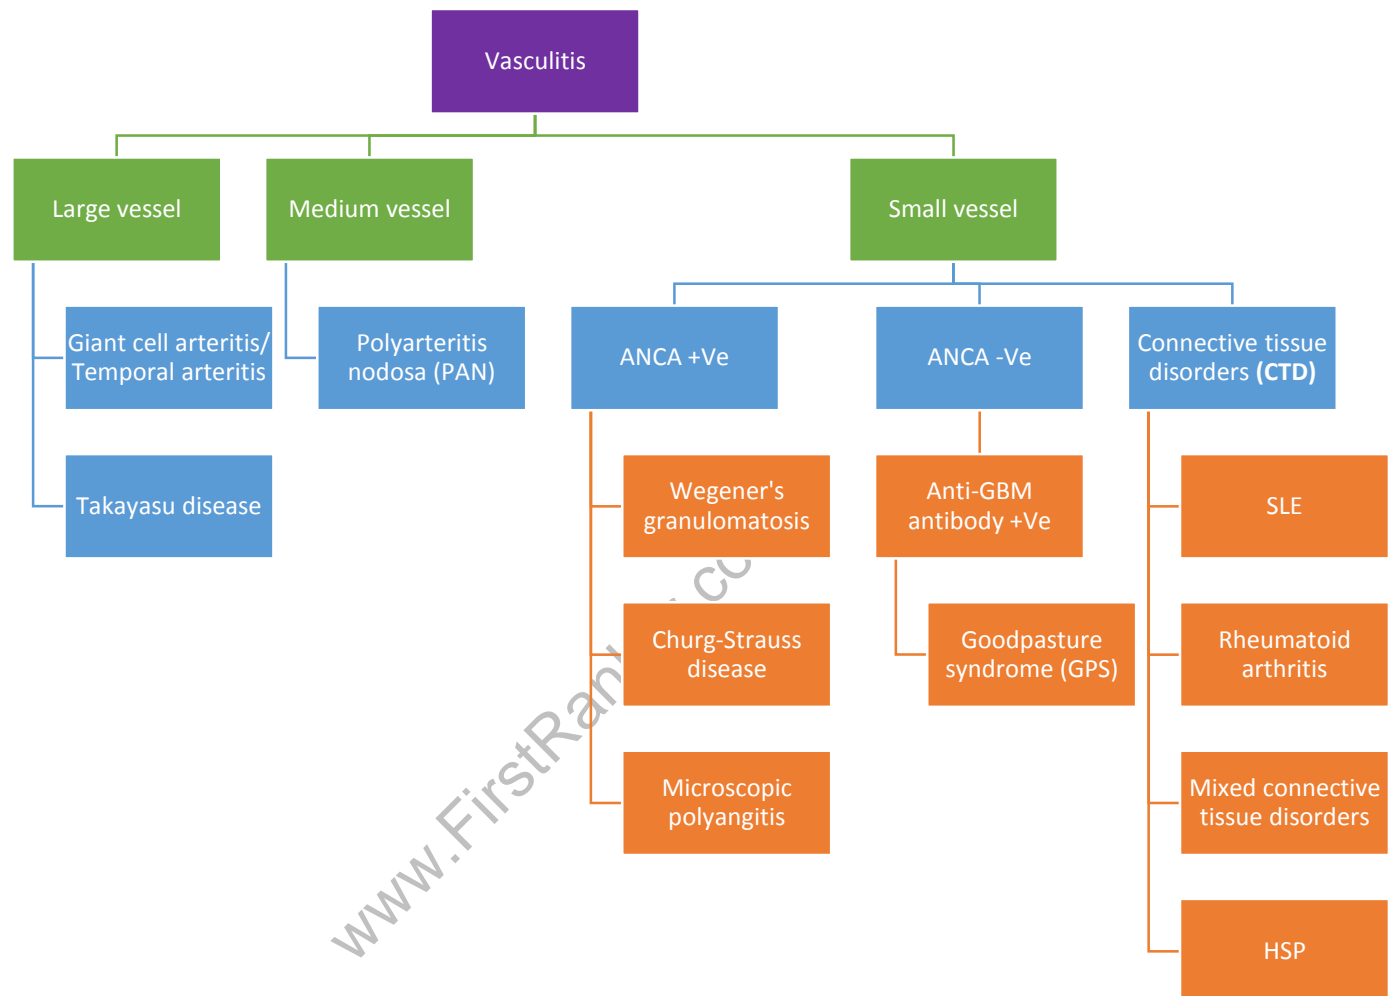 Vasculitis
Large vessel
Medium vessel
Small vessel
Giant cell arteritis/
Temporal arteritis
Polyarteritis
nodosa (PAN)
ANCA +Ve
ANCA -Ve
Connective tissue
disorders (CTD)
Takayasu disease
Wegener's
granulomatosis
Anti-GBM
antibody +Ve
SLE
Churg-Strauss
disease
Goodpasture
syndrome (GPS)
Rheumatoid
arthritis
Microscopic
polyangitis
Mixed connective
tissue disorders
HSP